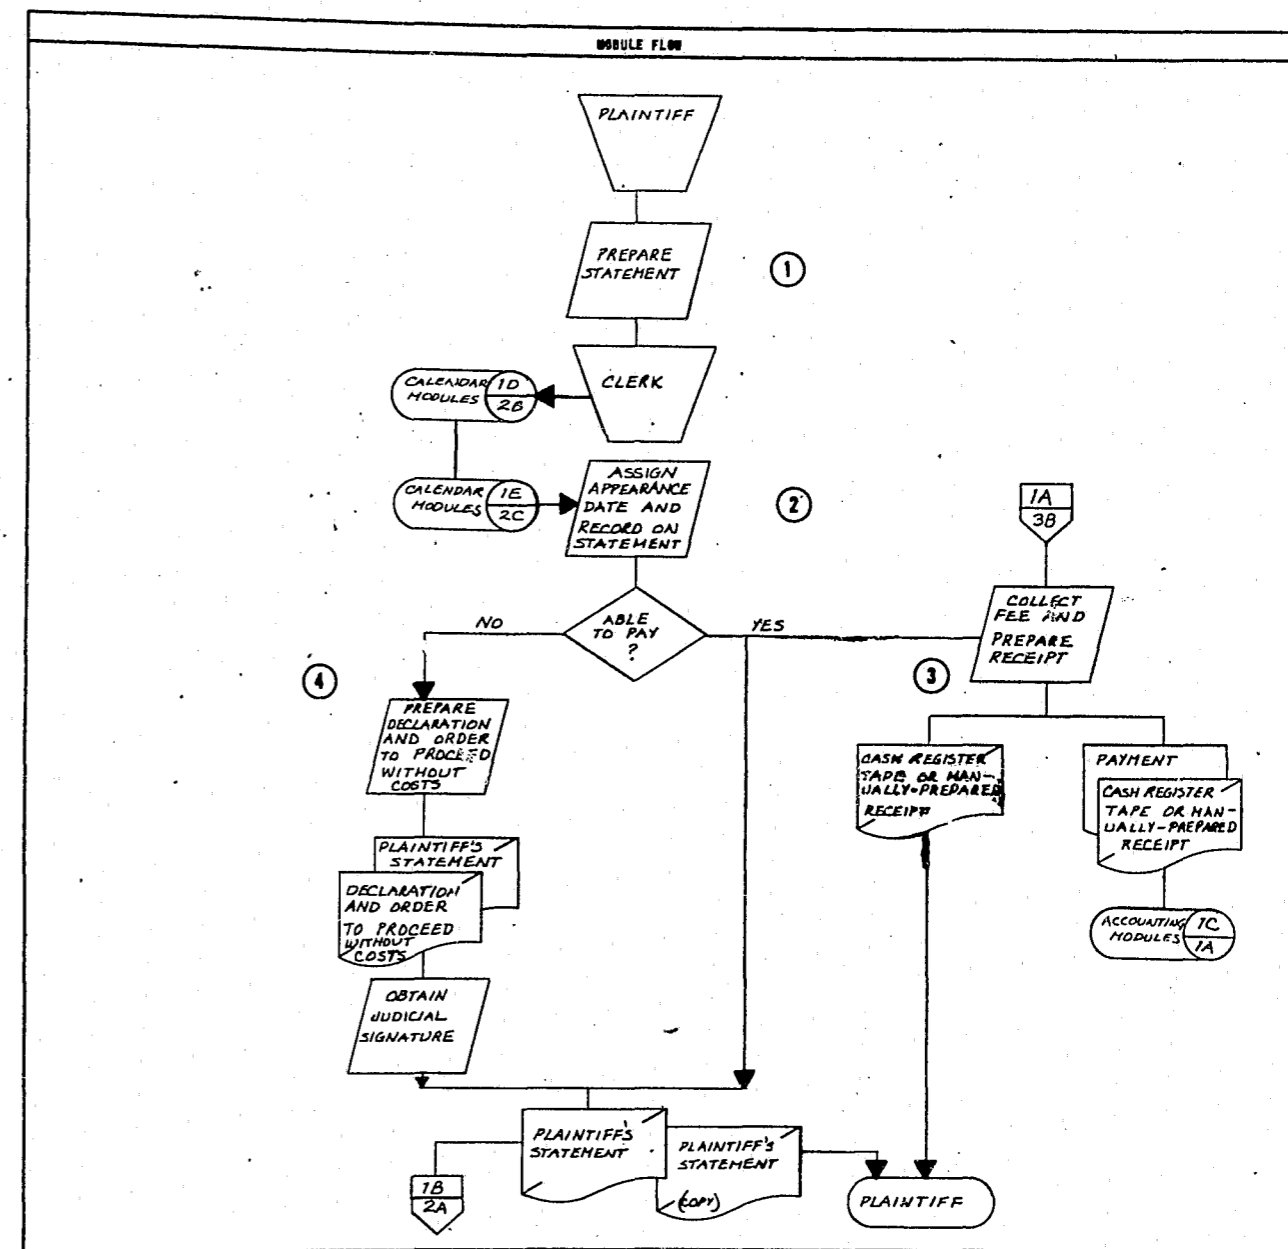 MODULE FLOW
PLAINTIFF
PREPARE
STATEMENT
1
CLERK
CALENDAR
MODULES
1D
2B
CALENDAR
MODULES
1E
2C
ASSIGN
APPEARANCE
DATE AND
RECORD ON
STATEMENT
2
1A
3B
ABLE
TO PAY
?
NO
YES
COLLECT
FEE AND
PREPARE
RECEIPT
3
4
PREPARE
DECLARATION
AND ORDER
TO PROCEED
WITHOUT
COSTS
CASH REGISTER
TAPE OR MAN-
UALLY-PREPARED
RECEIPT
PAYMENT
CASH REGISTER
TAPE OR MAN-
UALLY-PREPARED
RECEIPT
PLAINTIFF'S
STATEMENT
DECLARATION
AND ORDER
TO PROCEED
WITHOUT
COSTS
ACCOUNTING
MODULES
1C
1A
OBTAIN
JUDICIAL
SIGNATURE
PLAINTIFF'S
STATEMENT
PLAINTIFF'S
STATEMENT
(COPY)
1B
2A
PLAINTIFF